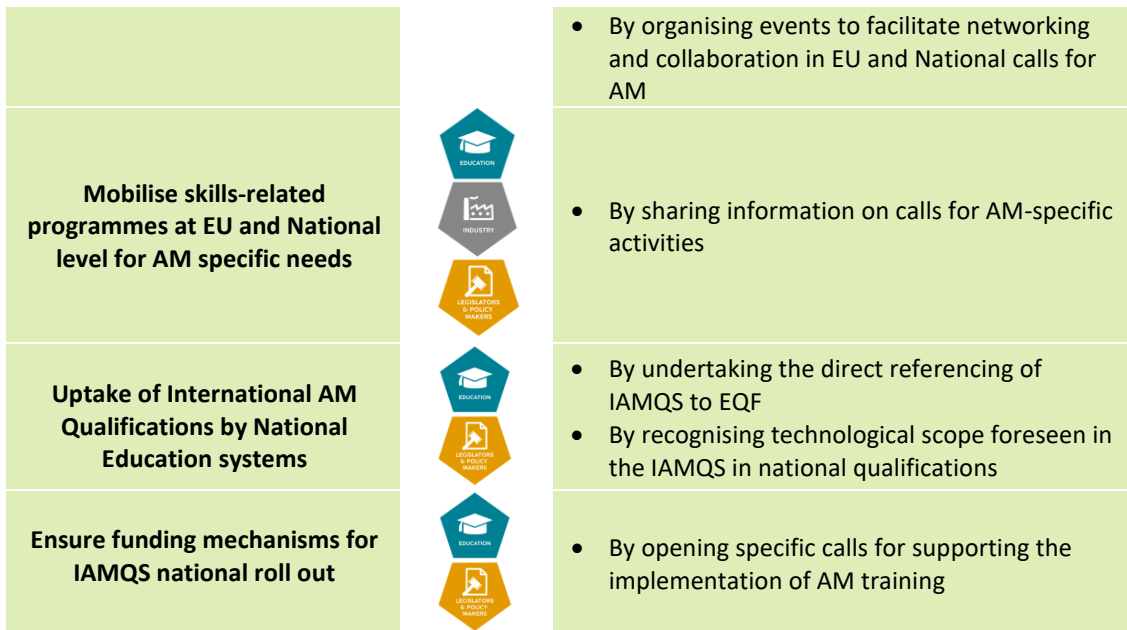 • By organising events to facilitate networking
and collaboration in EU and National calls for
AM
Mobilise skills-related
programmes at EU and National
level for AM specific needs
EDUCATION
INDUSTRY
LEGISLATORS
& POLICY
MAKERS
• By sharing information on calls for AM-specific
activities
Uptake of International AM
Qualifications by National
Education systems
EDUCATION
LEGISLATORS
& POLICY
MAKERS
• By undertaking the direct referencing of
IAMQS to EQF
• By recognising technological scope foreseen in
the IAMQS in national qualifications
Ensure funding mechanisms for
IAMQS national roll out
EDUCATION
LEGISLATORS
& POLICY
MAKERS
• By opening specific calls for supporting the
implementation of AM training